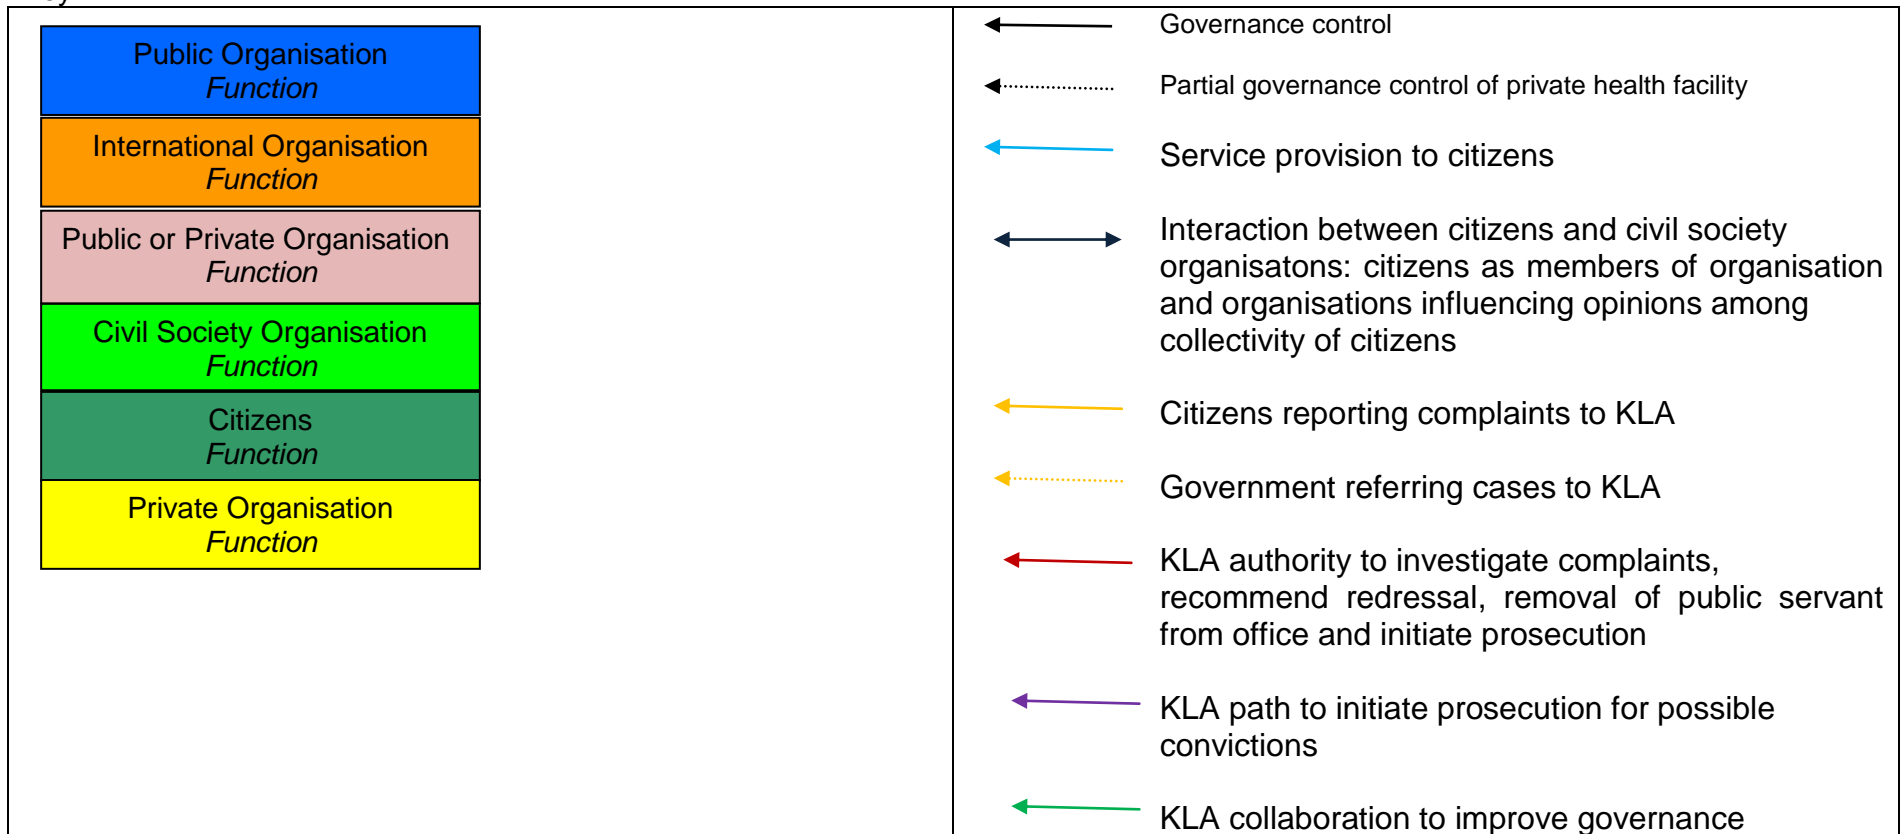 Public Organisation
Function
International Organisation
Function
Public or Private Organisation
Function
Civil Society Organisation
Function
Citizens
Function
Private Organisation
Function
Governance control
Partial governance control of private health facility
Service provision to citizens
Interaction between citizens and civil society
organisatons: citizens as members of organisation
and organisations influencing opinions among
collectivity of citizens
Citizens reporting complaints to KLA
Government referring cases to KLA
KLA authority to investigate complaints,
recommend redressal, removal of public servant
from office and initiate prosecution
KLA path to initiate prosecution for possible
convictions
KLA collaboration to improve governance